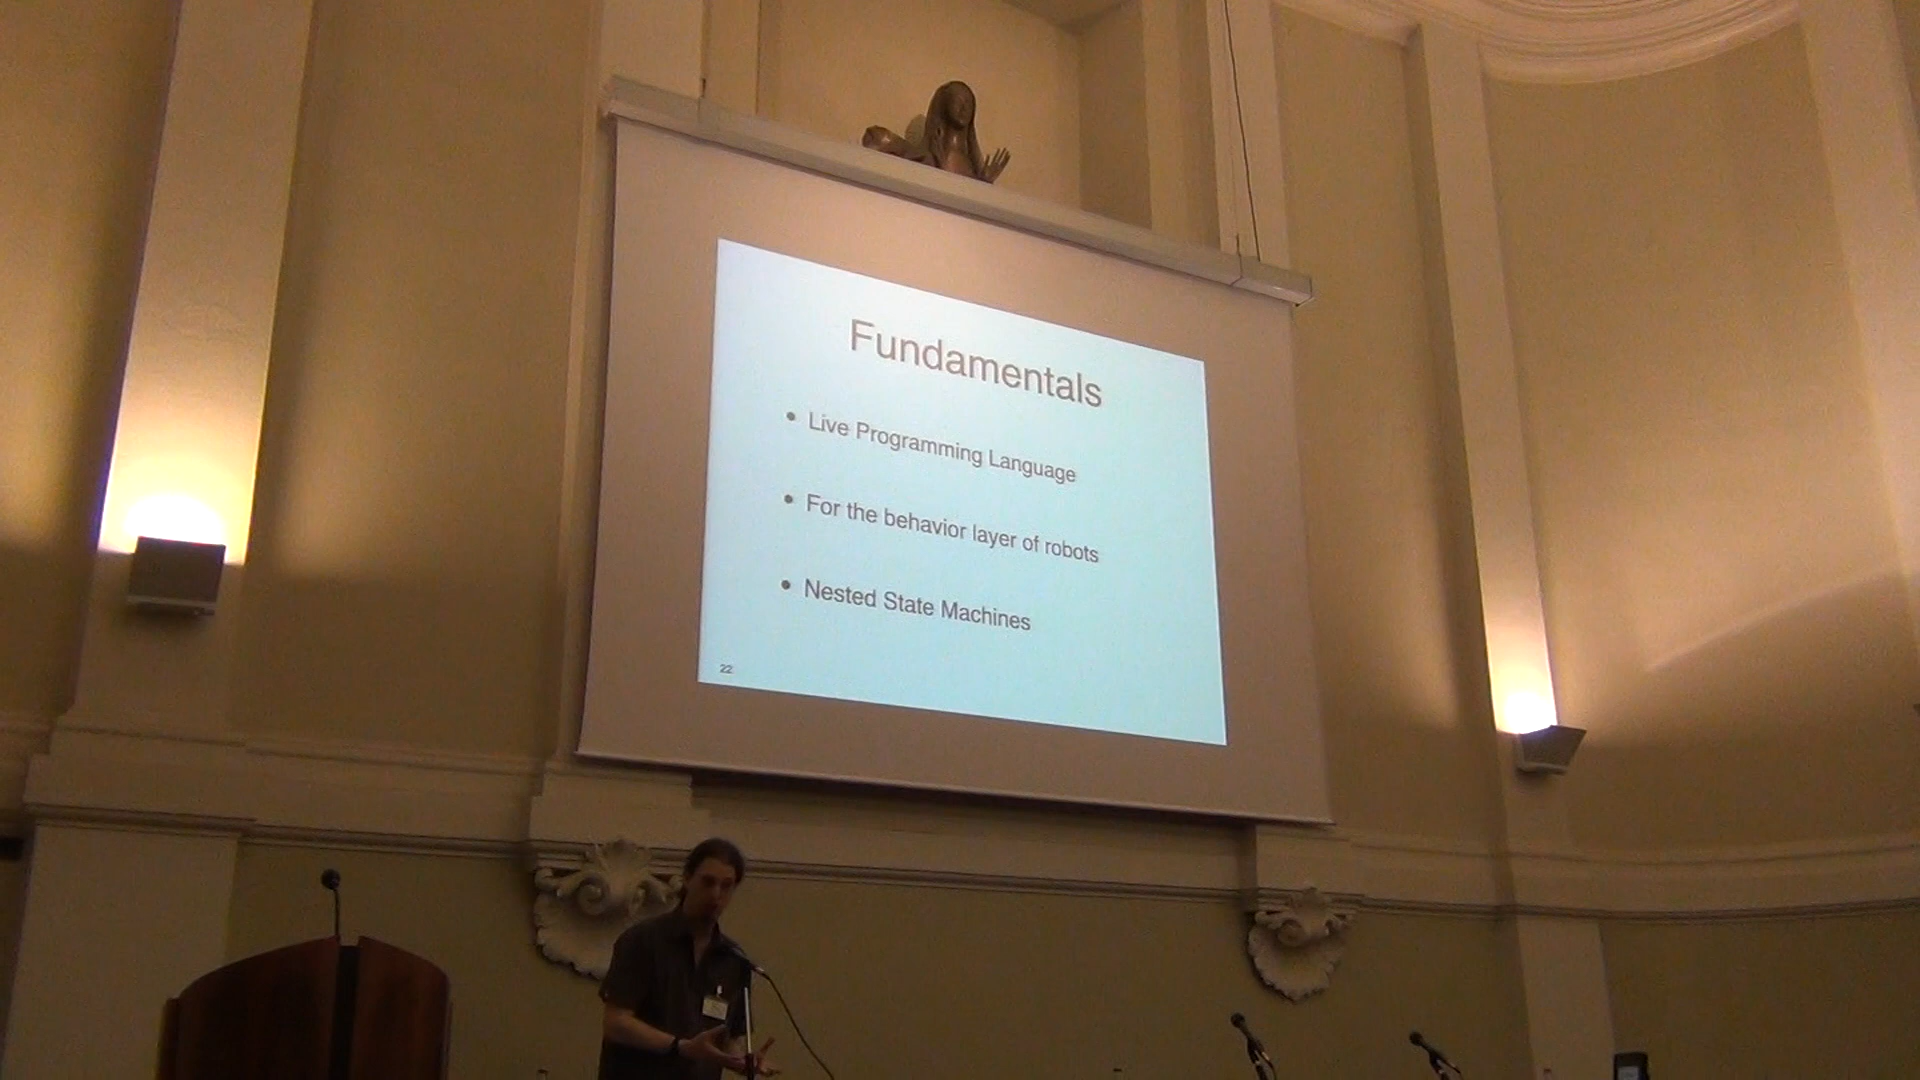 Fundamentals
• Live Programming Language
• For the behavior layer of robots
• Nested State Machines
22